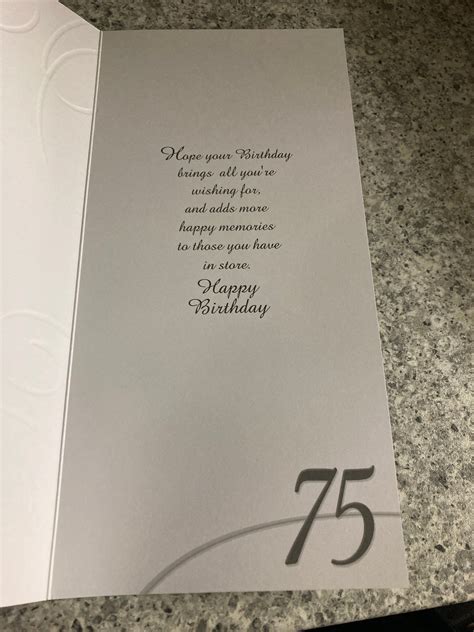 Hope your Birthday
brings all you're
wishing for,
and adds more
happy memories
to those you have
in store.
Happy
Birthday
75